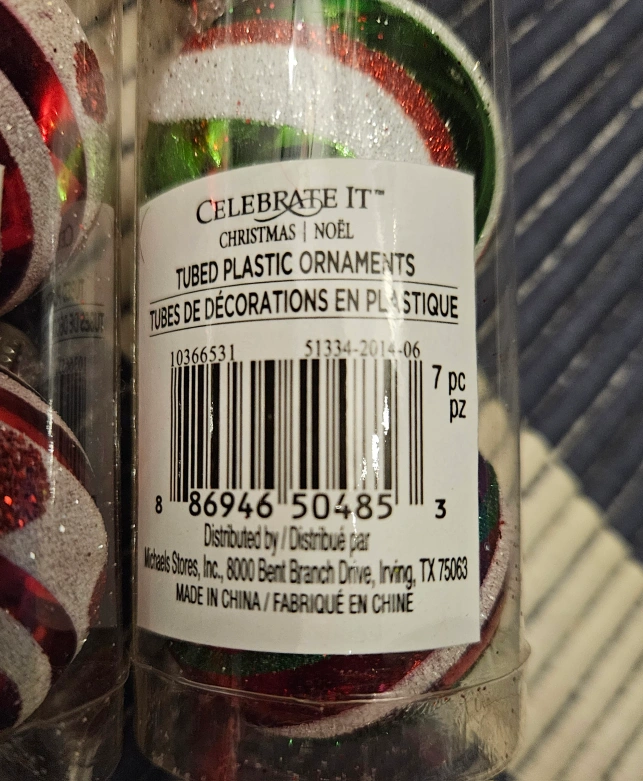 CELEBRATE IT™
CHRISTMAS | NOËL
TUBED PLASTIC ORNAMENTS
TUBES DE DÉCORATIONS EN PLASTIQUE
10366531 51334-2014-06
7 pc
pz
8 86946 50485 3
Distributed by / Distribué par
Michaels Stores, Inc., 8000 Bent Branch Drive, Irving, TX 75063
MADE IN CHINA / FABRIQUÉ EN CHINE